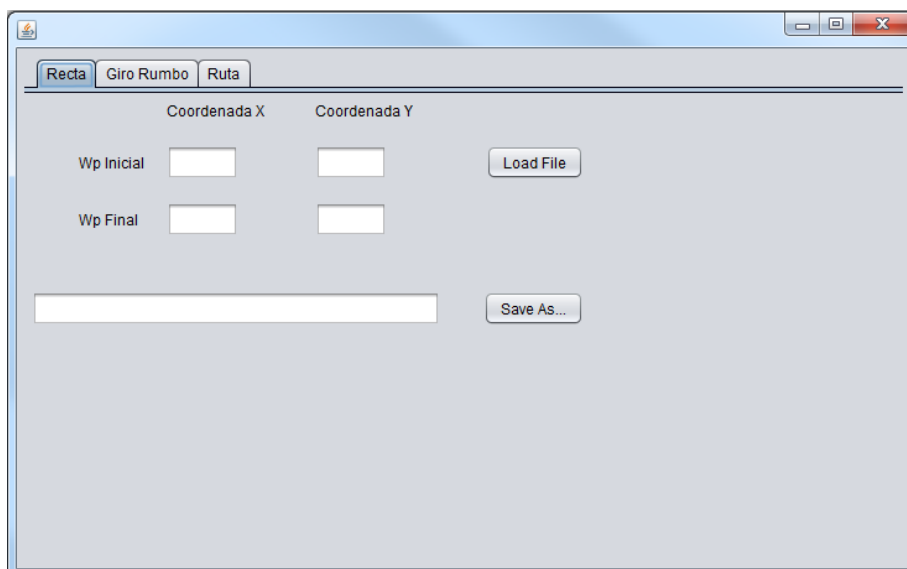 Recta Giro Rumbo Ruta
Coordenada X Coordenada Y
Wp Inicial Load File
Wp Final
Save As...